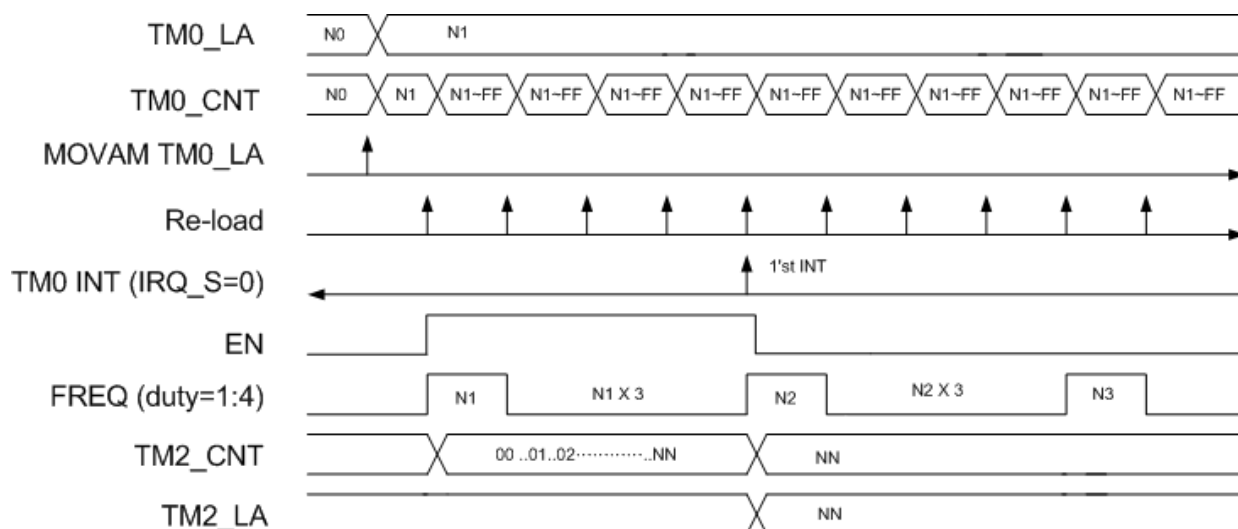 TM0_LA N0 N1
TM0_CNT N0 N1 N1~FF N1~FF N1~FF N1~FF N1~FF N1~FF N1~FF N1~FF N1~FF N1~FF
MOVAM TM0_LA
Re-load
TM0 INT (IRQ_S=0) 1'st INT
EN
FREQ (duty=1:4) N1 N1 X 3 N2 N2 X 3 N3
TM2_CNT 00 ..01..02·············..NN NN
TM2_LA NN